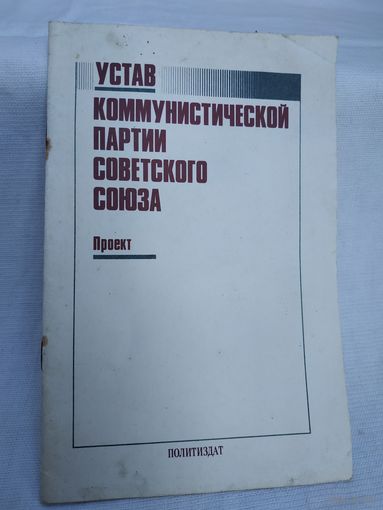 УСТАВ
КОММУНИСТИЧЕСКОЙ
ПАРТИИ
СОВЕТСКОГО
СОЮЗА
Проект
ПОЛИТИЗДАТ